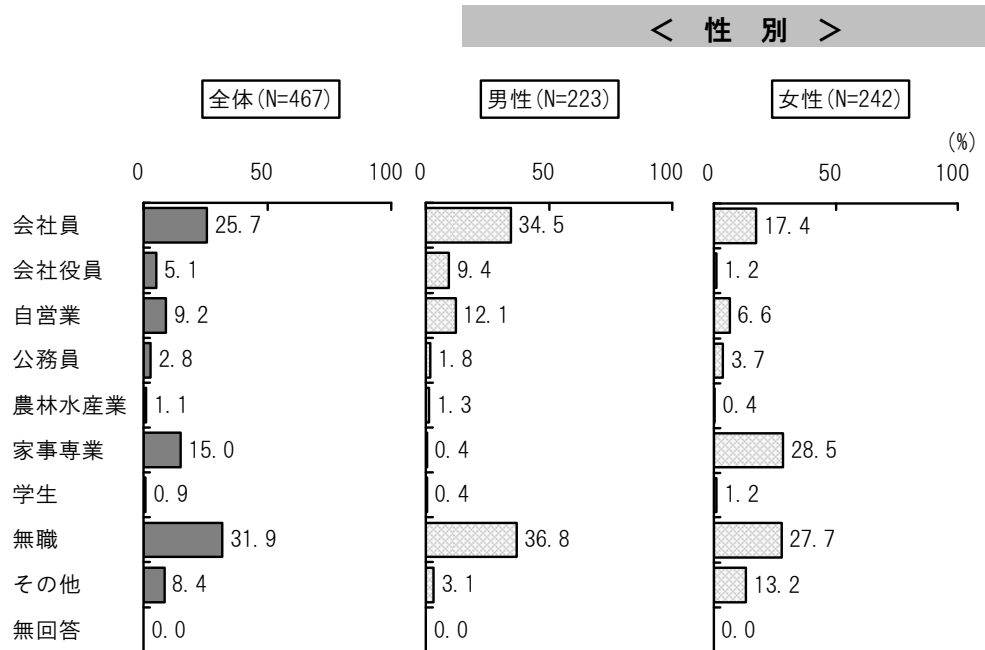 ＜ 性 別 ＞
全体(N=467) 男性(N=223) 女性(N=242)
(%)
0 50 100 0 50 100 0 50 100
会社員 25.7 34.5 17.4
会社役員 5.1 9.4 1.2
自営業 9.2 12.1 6.6
公務員 2.8 1.8 3.7
農林水産業 1.1 1.3 0.4
家事専業 15.0 0.4 28.5
学生 0.9 0.4 1.2
無職 31.9 36.8 27.7
その他 8.4 3.1 13.2
無回答 0.0 0.0 0.0